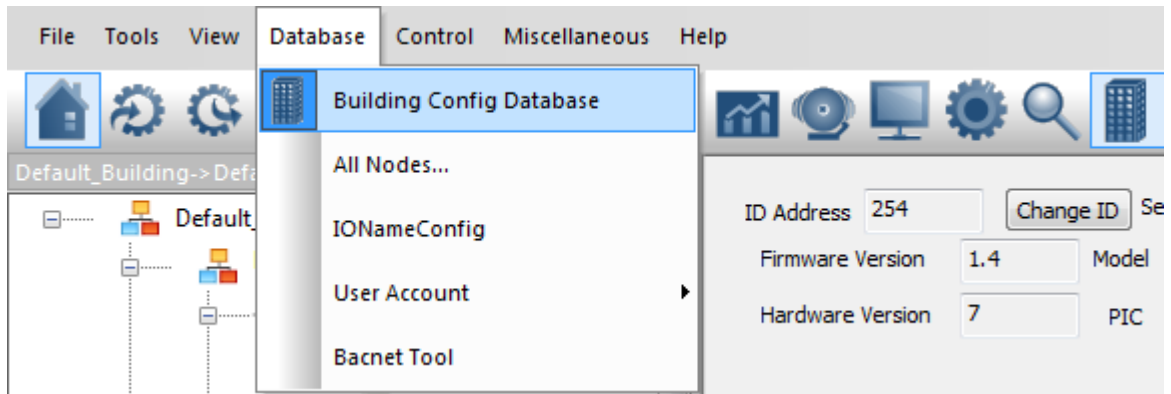 File Tools View Database Control Miscellaneous Help
Building Config Database
All Nodes...
IONameConfig
User Account
Bacnet Tool
Default_Building->Defa
Default_
ID Address 254 Change ID Se
Firmware Version 1.4 Model
Hardware Version 7 PIC